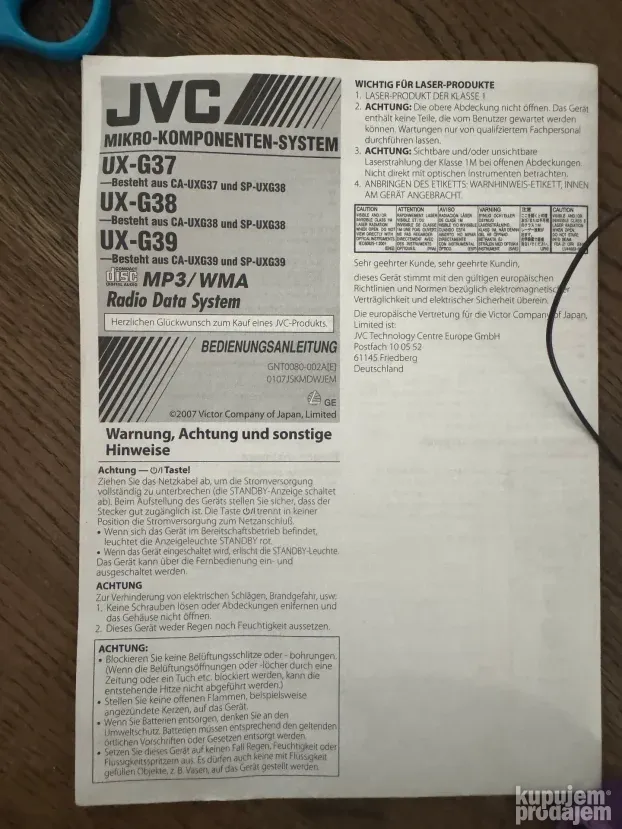 JVC
MIKRO-KOMPONENTEN-SYSTEM
UX-G37
—Besteht aus CA-UXG37 und SP-UXG38
UX-G38
—Besteht aus CA-UXG38 und SP-UXG38
UX-G39
—Besteht aus CA-UXG39 und SP-UXG39
COMPACT
disc
DIGITAL AUDIO
MP3/WMA
Radio Data System
Herzlichen Glückwunsch zum Kauf eines JVC-Produkts.
BEDIENUNGSANLEITUNG
GNT0080-002A[E]
0107JSKMDWJEM
GE
©2007 Victor Company of Japan, Limited
Warnung, Achtung und sonstige
Hinweise
Achtung — ⏻/I Taste!
Ziehen Sie das Netzkabel ab, um die Stromversorgung
vollständig zu unterbrechen (die STANDBY-Anzeige schaltet
ab). Beim Aufstellen des Geräts stellen Sie sicher, dass der
Stecker gut zugänglich ist. Die Taste ⏻/I trennt in keiner
Position die Stromversorgung zum Netzanschluß.
• Wenn sich das Gerät im Bereitschaftsbetrieb befindet,
leuchtet die Anzeigeleuchte STANDBY rot.
• Wenn das Gerät eingeschaltet wird, erlischt die STANDBY-Leuchte.
Das Gerät kann über die Fernbedienung ein- und
ausgeschaltet werden.
ACHTUNG
Zur Verhinderung von elektrischen Schlägen, Brandgefahr, usw:
1. Keine Schrauben lösen oder Abdeckungen entfernen und
das Gehäuse nicht öffnen.
2. Dieses Gerät weder Regen noch Feuchtigkeit aussetzen.
ACHTUNG:
• Blockieren Sie keine Belüftungsschlitze oder - bohrungen.
(Wenn die Belüftungsöffnungen oder -löcher durch eine
Zeitung oder ein Tuch etc. blockiert werden, kann die
entstehende Hitze nicht abgeführt werden.)
• Stellen Sie keine offenen Flammen, beispielsweise
angezündete Kerzen, auf das Gerät.
• Wenn Sie Batterien entsorgen, denken Sie an den
Umweltschutz. Batterien müssen entsprechend den geltenden
örtlichen Vorschriften oder Gesetzen entsorgt werden.
• Setzen Sie dieses Gerät auf keinen Fall Regen, Feuchtigkeit oder
Flüssigkeitsspritzern aus. Es dürfen auch keine mit Flüssigkeit
gefüllen Objekte, z. B. Vasen, auf das Gerät gestellt werden.
WICHTIG FÜR LASER-PRODUKTE
1. LASER-PRODUKT DER KLASSE 1
2. ACHTUNG: Die obere Abdeckung nicht öffnen. Das Gerät
enthält keine Teile, die vom Benutzer gewartet werden
können. Wartungen nur von qualifiziertem Fachpersonal
durchführen lassen.
3. ACHTUNG: Sichtbare und/oder unsichtbare
Laserstrahlung der Klasse 1M bei offenen Abdeckungen.
Nicht direkt mit optischen Instrumenten betrachten.
4. ANBRINGEN DES ETIKETTS: WARNHINWEIS-ETIKETT, INNEN
AM GERÄT ANGEBRACHT.
CAUTION ATTENTION AVISO VARNING 注意 CAUTION
Sehr geehrter Kunde, sehr geehrte Kundin,
dieses Gerät stimmt mit den gültigen europäischen
Richtlinien und Normen bezüglich elektromagnetischer
Verträglichkeit und elektrischer Sicherheit überein.
Die europäische Vertretung für die Victor Company of Japan,
Limited ist:
JVC Technology Centre Europe GmbH
Postfach 10 05 52
61145 Friedberg
Deutschland
kupujem
prodajem